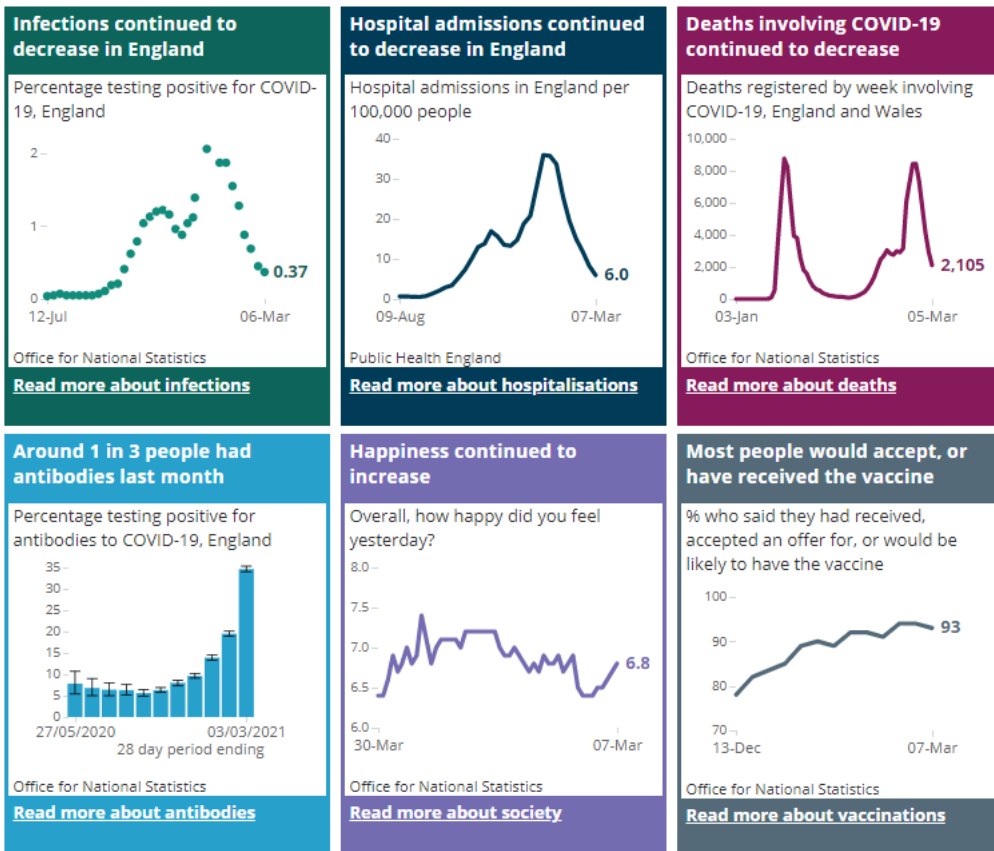 Infections continued to
decrease in England
Percentage testing positive for COVID-
19, England
2
1
0
0.37
12-Jul
06-Mar
Office for National Statistics
Read more about infections
Hospital admissions continued
to decrease in England
Hospital admissions in England per
100,000 people
40
30
20
10
0
6.0
09-Aug
07-Mar
Public Health England
Read more about hospitalisations
Deaths involving COVID-19
continued to decrease
Deaths registered by week involving
COVID-19, England and Wales
10,000
8,000
6,000
4,000
2,000
0
2,105
03-Jan
05-Mar
Office for National Statistics
Read more about deaths
Around 1 in 3 people had
antibodies last month
Percentage testing positive for
antibodies to COVID-19, England
35
30
25
20
15
10
5
0
27/05/2020
03/03/2021
28 day period ending
Office for National Statistics
Read more about antibodies
Happiness continued to
increase
Overall, how happy did you feel
yesterday?
8.0
7.5
7.0
6.5
6.0
6.8
30-Mar
07-Mar
Office for National Statistics
Read more about society
Most people would accept, or
have received the vaccine
% who said they had received,
accepted an offer for, or would be
likely to have the vaccine
100
90
80
70
93
13-Dec
07-Mar
Office for National Statistics
Read more about vaccinations